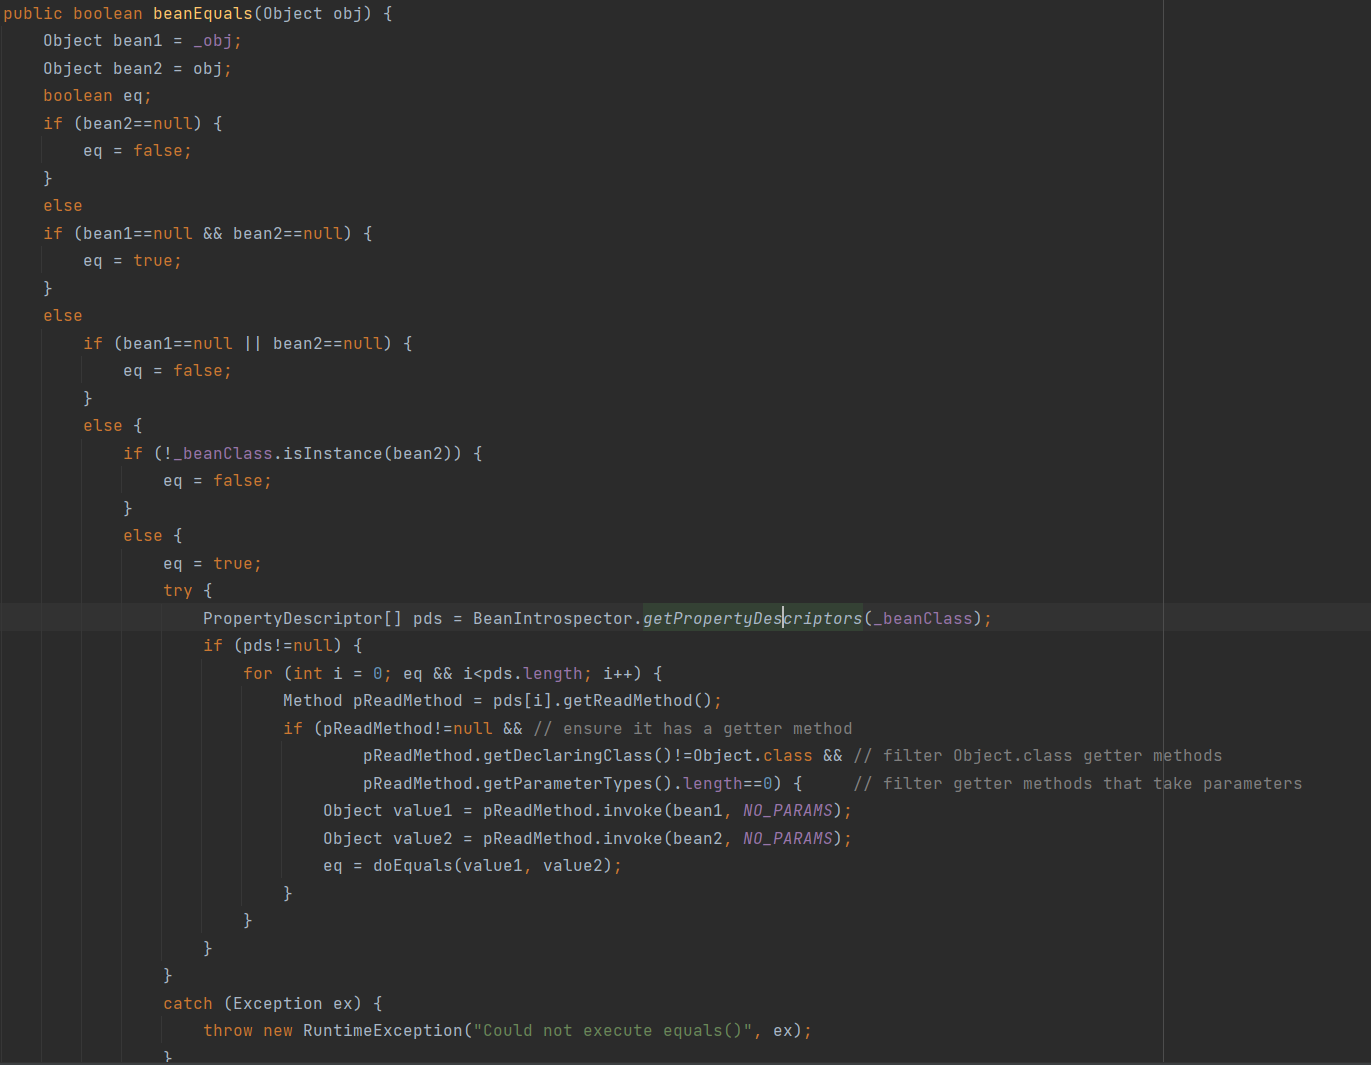 public boolean beanEquals(Object obj) {
    Object bean1 = _obj;
    Object bean2 = obj;
    boolean eq;
    if (bean2==null) {
        eq = false;
    }
    else
    if (bean1==null && bean2==null) {
        eq = true;
    }
    else
        if (bean1==null || bean2==null) {
            eq = false;
        }
        else {
            if (!_beanClass.isInstance(bean2)) {
                eq = false;
            }
            else {
                eq = true;
                try {
                    PropertyDescriptor[] pds = BeanIntrospector.getPropertyDescriptors(_beanClass);
                    if (pds!=null) {
                        for (int i = 0; eq && i<pds.length; i++) {
                            Method pReadMethod = pds[i].getReadMethod();
                            if (pReadMethod!=null && // ensure it has a getter method
                                    pReadMethod.getDeclaringClass()!=Object.class && // filter Object.class getter methods
                                    pReadMethod.getParameterTypes().length==0) {     // filter getter methods that take parameters
                                Object value1 = pReadMethod.invoke(bean1, NO_PARAMS);
                                Object value2 = pReadMethod.invoke(bean2, NO_PARAMS);
                                eq = doEquals(value1, value2);
                            }
                        }
                    }
                }
                catch (Exception ex) {
                    throw new RuntimeException("Could not execute equals()", ex);
                }